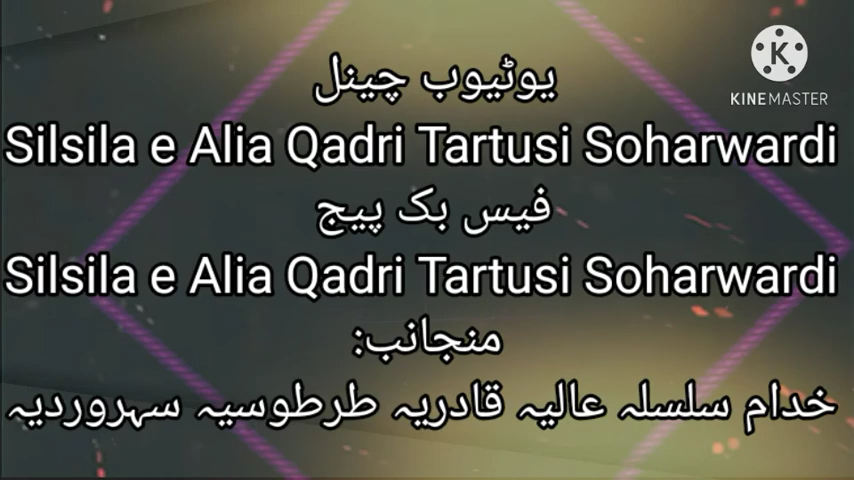 KINEMASTER
یوٹیوب چینل
Silsila e Alia Qadri Tartusi Soharwardi
فیس بک پیج
Silsila e Alia Qadri Tartusi Soharwardi
منجانب:
خدام سلسلہ عالیہ قادریہ طرطوسیہ سہروردیہ